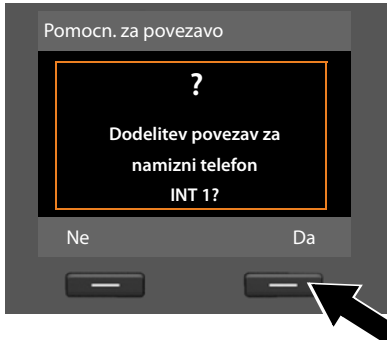 Pomocn. za povezavo
?
Dodelitev povezav za
namizni telefon
INT 1?
Ne Da